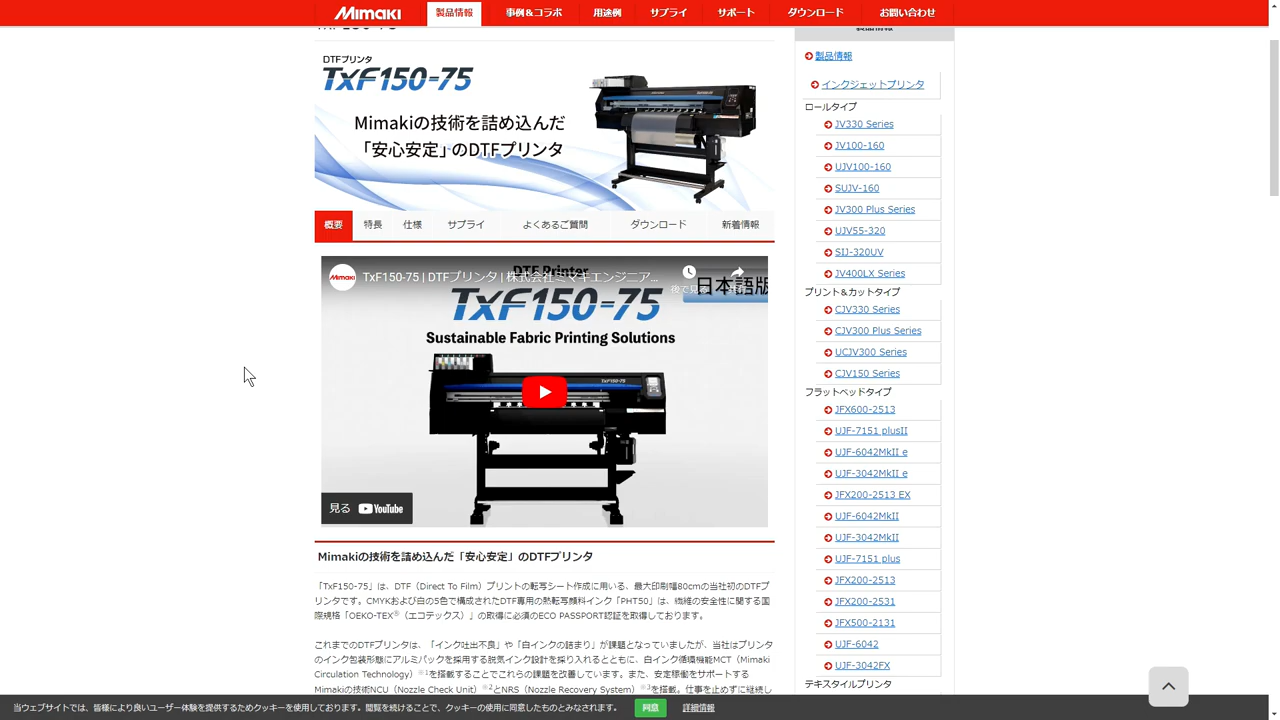 Mimaki
製品情報
事例&コラボ
用途例
サプライ
サポート
ダウンロード
お問い合わせ
DTFプリンタ
TxF150-75
Mimakiの技術を詰め込んだ
「安心安定」のDTFプリンタ
概要
特長
仕様
サプライ
よくあるご質問
ダウンロード
新着情報
Mimaki
TxF150-75 | DTFプリンタ | 株式会社ミマキエンジニア...
後で見る
共有
DTF Printer
日本語版
TxF150-75
Sustainable Fabric Printing Solutions
見る YouTube
Mimakiの技術を詰め込んだ「安心安定」のDTFプリンタ
「TxF150-75」は、DTF（Direct To Film）プリントの転写シート作成に用いる、最大印刷幅80cmの当社初のDTFプ
リンタです。CMYKおよび白の5色で構成されたDTF専用の熱転写顔料インク「PHT50」は、繊維の安全性に関する国
際規格「OEKO-TEX®（エコテックス）」の取得に必須のECO PASSPORT認証を取得しております。
これまでのDTFプリンタは、「インク吐出不良」や「白インクの詰まり」が課題となっていましたが、当社はプリンタ
のインク包装形態にアルミパックを採用する脱気インク設計を採り入れるとともに、白インク循環機能MCT（Mimaki
Circulation Technology）※1を搭載することでこれらの課題を改善しています。また、安定稼働をサポートする
Mimakiの技術NCU（Nozzle Check Unit）※2とNRS（Nozzle Recovery System）※3を搭載。仕事を止めずに継続し
製品情報
製品情報
インクジェットプリンタ
ロールタイプ
JV330 Series
JV100-160
UJV100-160
SUJV-160
JV300 Plus Series
UJV55-320
SIJ-320UV
JV400LX Series
プリント＆カットタイプ
CJV330 Series
CJV300 Plus Series
UCJV300 Series
CJV150 Series
フラットベッドタイプ
JFX600-2513
UJF-7151 plusII
UJF-6042MkII e
UJF-3042MkII e
JFX200-2513 EX
UJF-6042MkII
UJF-3042MkII
UJF-7151 plus
JFX200-2513
JFX200-2531
JFX500-2131
UJF-6042
UJF-3042FX
テキスタイルプリンタ
当ウェブサイトでは、皆様により良いユーザー体験を提供するためクッキーを使用しております。閲覧を続けることで、クッキーの使用に同意したものとみなされます。
同意
詳細情報